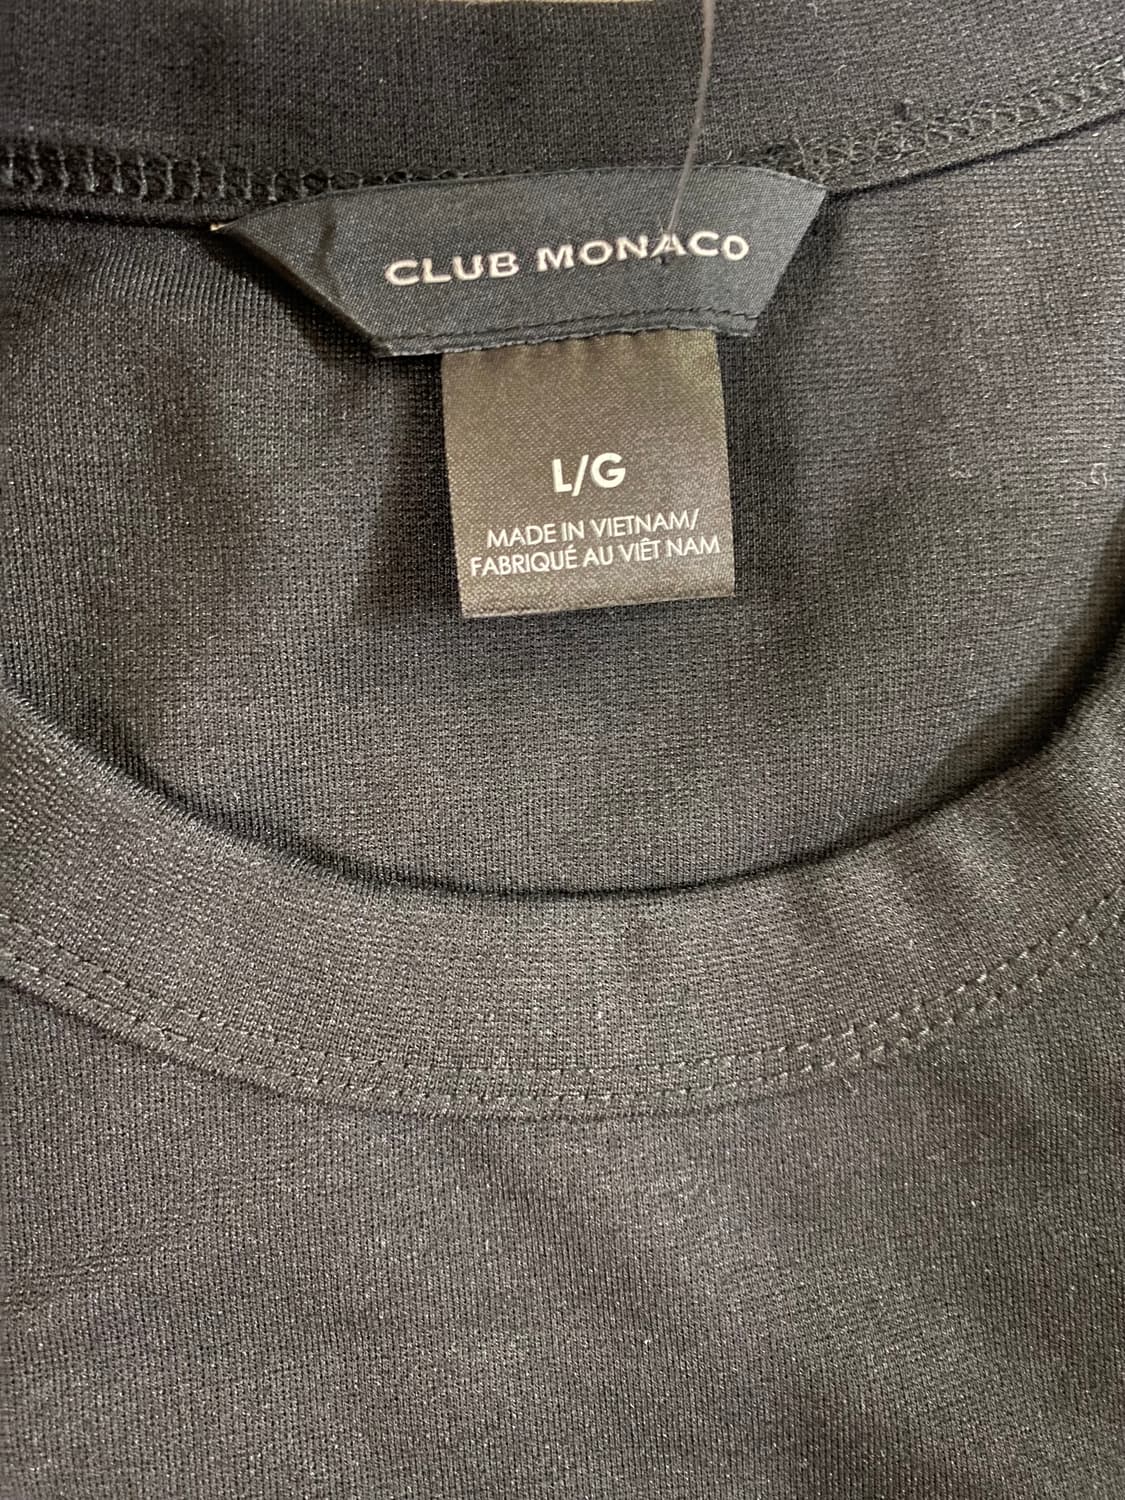 CLUB MONACO
L/G
MADE IN VIETNAM/
FABRIQUÉ AU VIÊT NAM